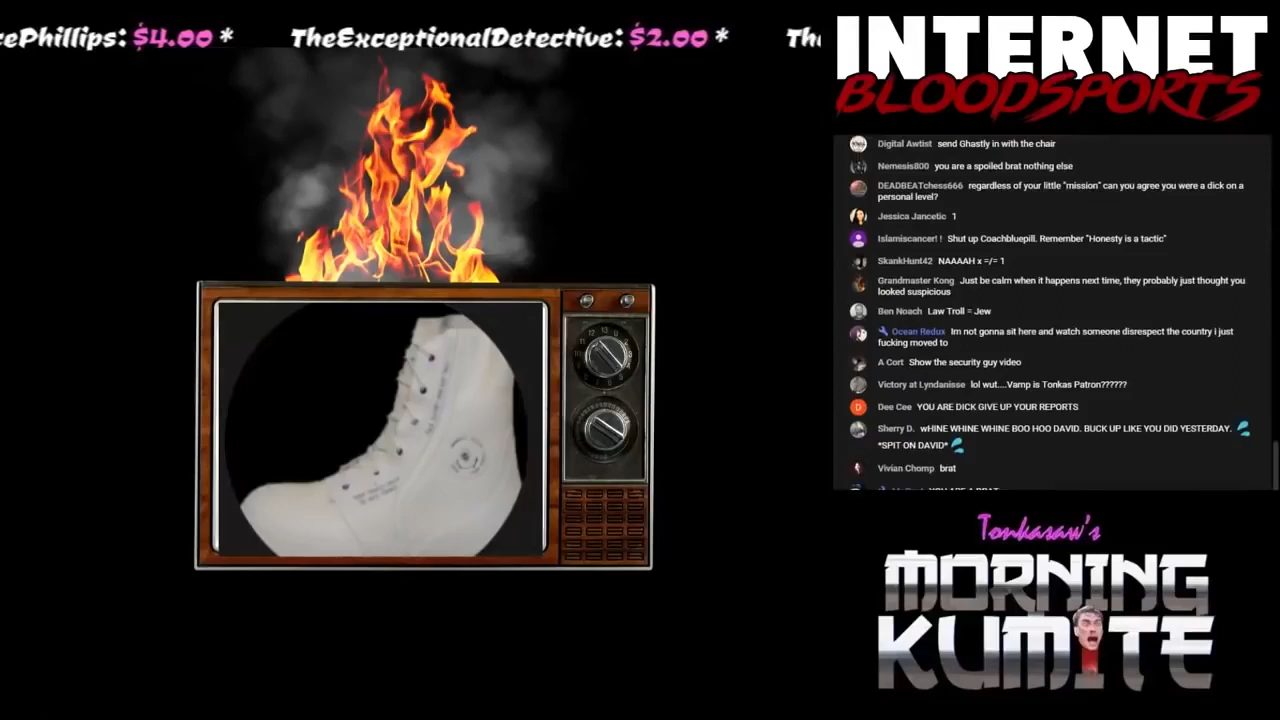 cePhillips: $4.00 * TheExceptionalDetective: $2.00 * Th
INTERNET
BLOODSPORTS
Digital Awtist send Ghastly in with the chair
Nemesis800 you are a spoiled brat nothing else
DEADBEATchess666 regardless of your little "mission" can you agree you were a dick on a
personal level?
Jessica Jancetic 1
Islamiscancer! ! Shut up Coachbluepill. Remember "Honesty is a tactic"
SkankHunt42 NAAAAH x =/= 1
Grandmaster Kong Just be calm when it happens next time, they probably just thought you
looked suspicious
Ben Noach Law Troll = Jew
Ocean Redux Im not gonna sit here and watch someone disrespect the country i just
fucking moved to
A Cort Show the security guy video
Victory at Lyndanisse lol wut....Vamp is Tonkas Patron??????
D
Dee Cee YOU ARE DICK GIVE UP YOUR REPORTS
Sherry D. wHINE WHINE WHINE BOO HOO DAVID. BUCK UP LIKE YOU DID YESTERDAY.
*SPIT ON DAVID*
Vivian Chomp brat
Tonkasaw's
MORNING
KUMITE